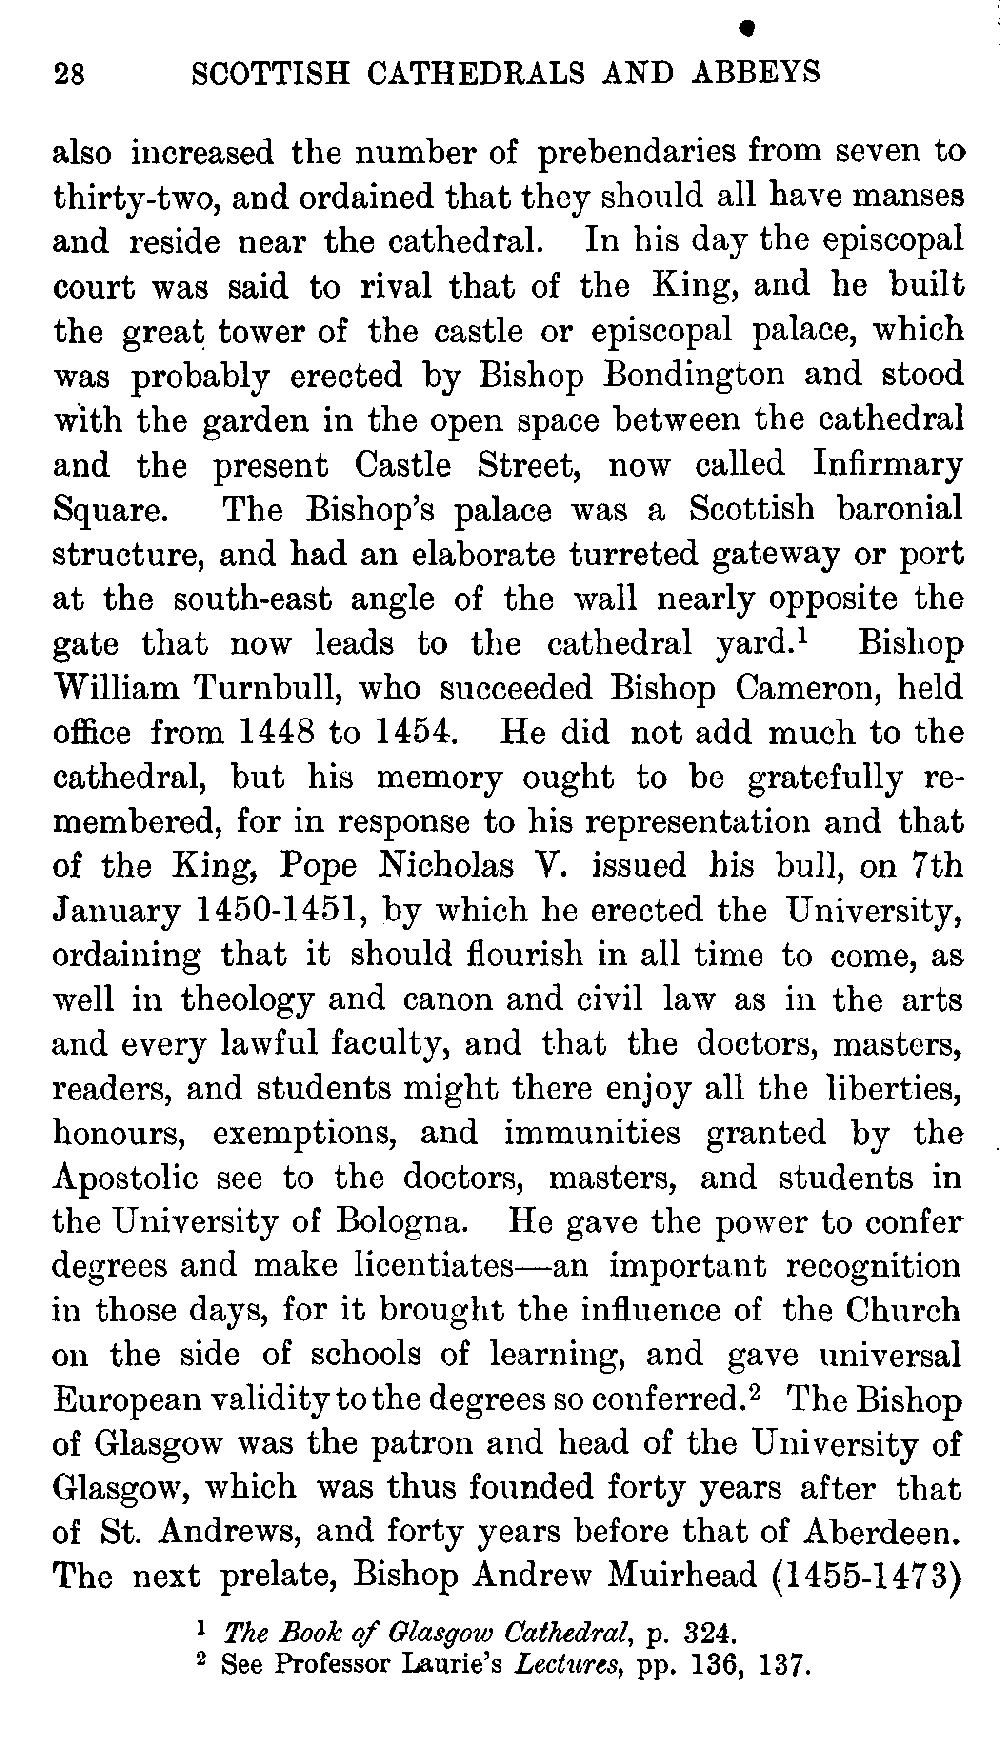 28 SCOTTISH CATHEDRALS AND ABBEYS
also increased the number of prebendaries from seven to
thirty-two, and ordained that they should all have manses
and reside near the cathedral. In his day the episcopal
court was said to rival that of the King, and he built
the great tower of the castle or episcopal palace, which
was probably erected by Bishop Bondington and stood
with the garden in the open space between the cathedral
and the present Castle Street, now called Infirmary
Square. The Bishop's palace was a Scottish baronial
structure, and had an elaborate turreted gateway or port
at the south-east angle of the wall nearly opposite the
gate that now leads to the cathedral yard.¹ Bishop
William Turnbull, who succeeded Bishop Cameron, held
office from 1448 to 1454. He did not add much to the
cathedral, but his memory ought to be gratefully re-
membered, for in response to his representation and that
of the King, Pope Nicholas V. issued his bull, on 7th
January 1450-1451, by which he erected the University,
ordaining that it should flourish in all time to come, as
well in theology and canon and civil law as in the arts
and every lawful faculty, and that the doctors, masters,
readers, and students might there enjoy all the liberties,
honours, exemptions, and immunities granted by the
Apostolic see to the doctors, masters, and students in
the University of Bologna. He gave the power to confer
degrees and make licentiates—an important recognition
in those days, for it brought the influence of the Church
on the side of schools of learning, and gave universal
European validity to the degrees so conferred.² The Bishop
of Glasgow was the patron and head of the University of
Glasgow, which was thus founded forty years after that
of St. Andrews, and forty years before that of Aberdeen.
The next prelate, Bishop Andrew Muirhead (1455-1473)
¹ The Book of Glasgow Cathedral, p. 324.
² See Professor Laurie's Lectures, pp. 136, 137.